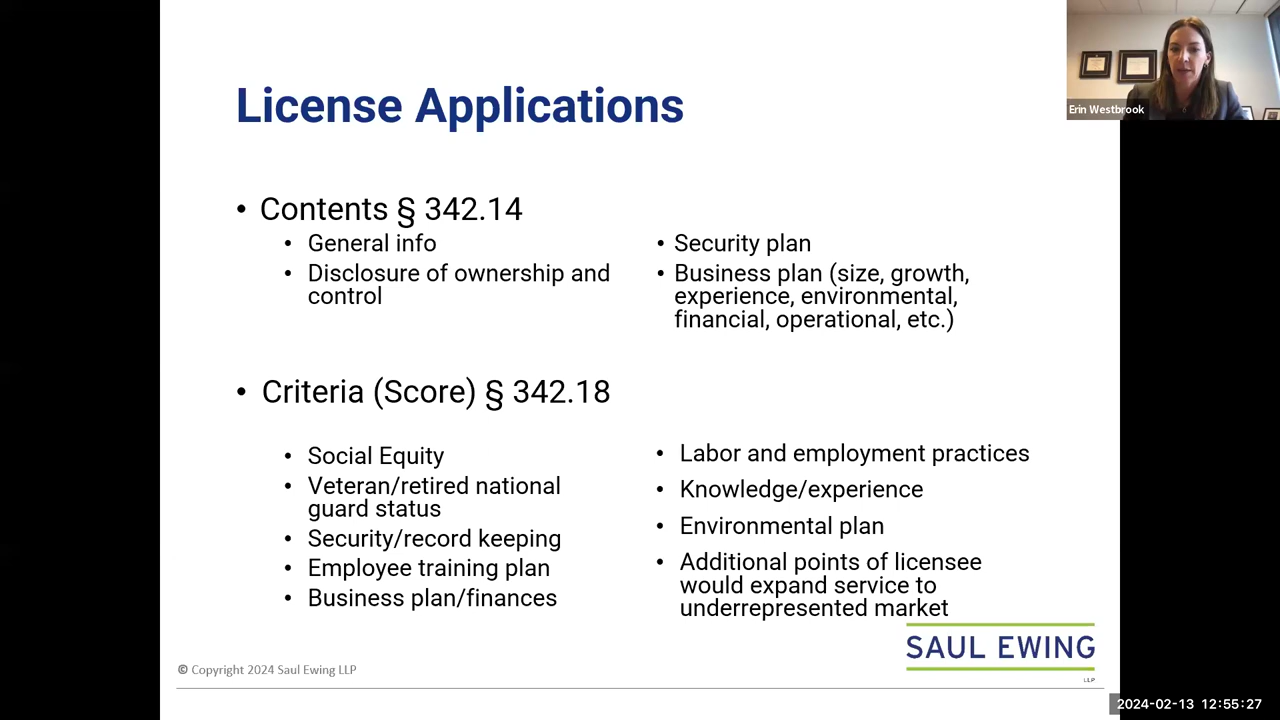 License Applications
Erin Westbrook
• Contents § 342.14
• General info
• Disclosure of ownership and
control
• Security plan
• Business plan (size, growth,
experience, environmental,
financial, operational, etc.)
• Criteria (Score) § 342.18
• Social Equity
• Veteran/retired national
guard status
• Security/record keeping
• Employee training plan
• Business plan/finances
• Labor and employment practices
• Knowledge/experience
• Environmental plan
• Additional points of licensee
would expand service to
underrepresented market
SAUL EWING
LLP
© Copyright 2024 Saul Ewing LLP
2024-02-13 12:55:27